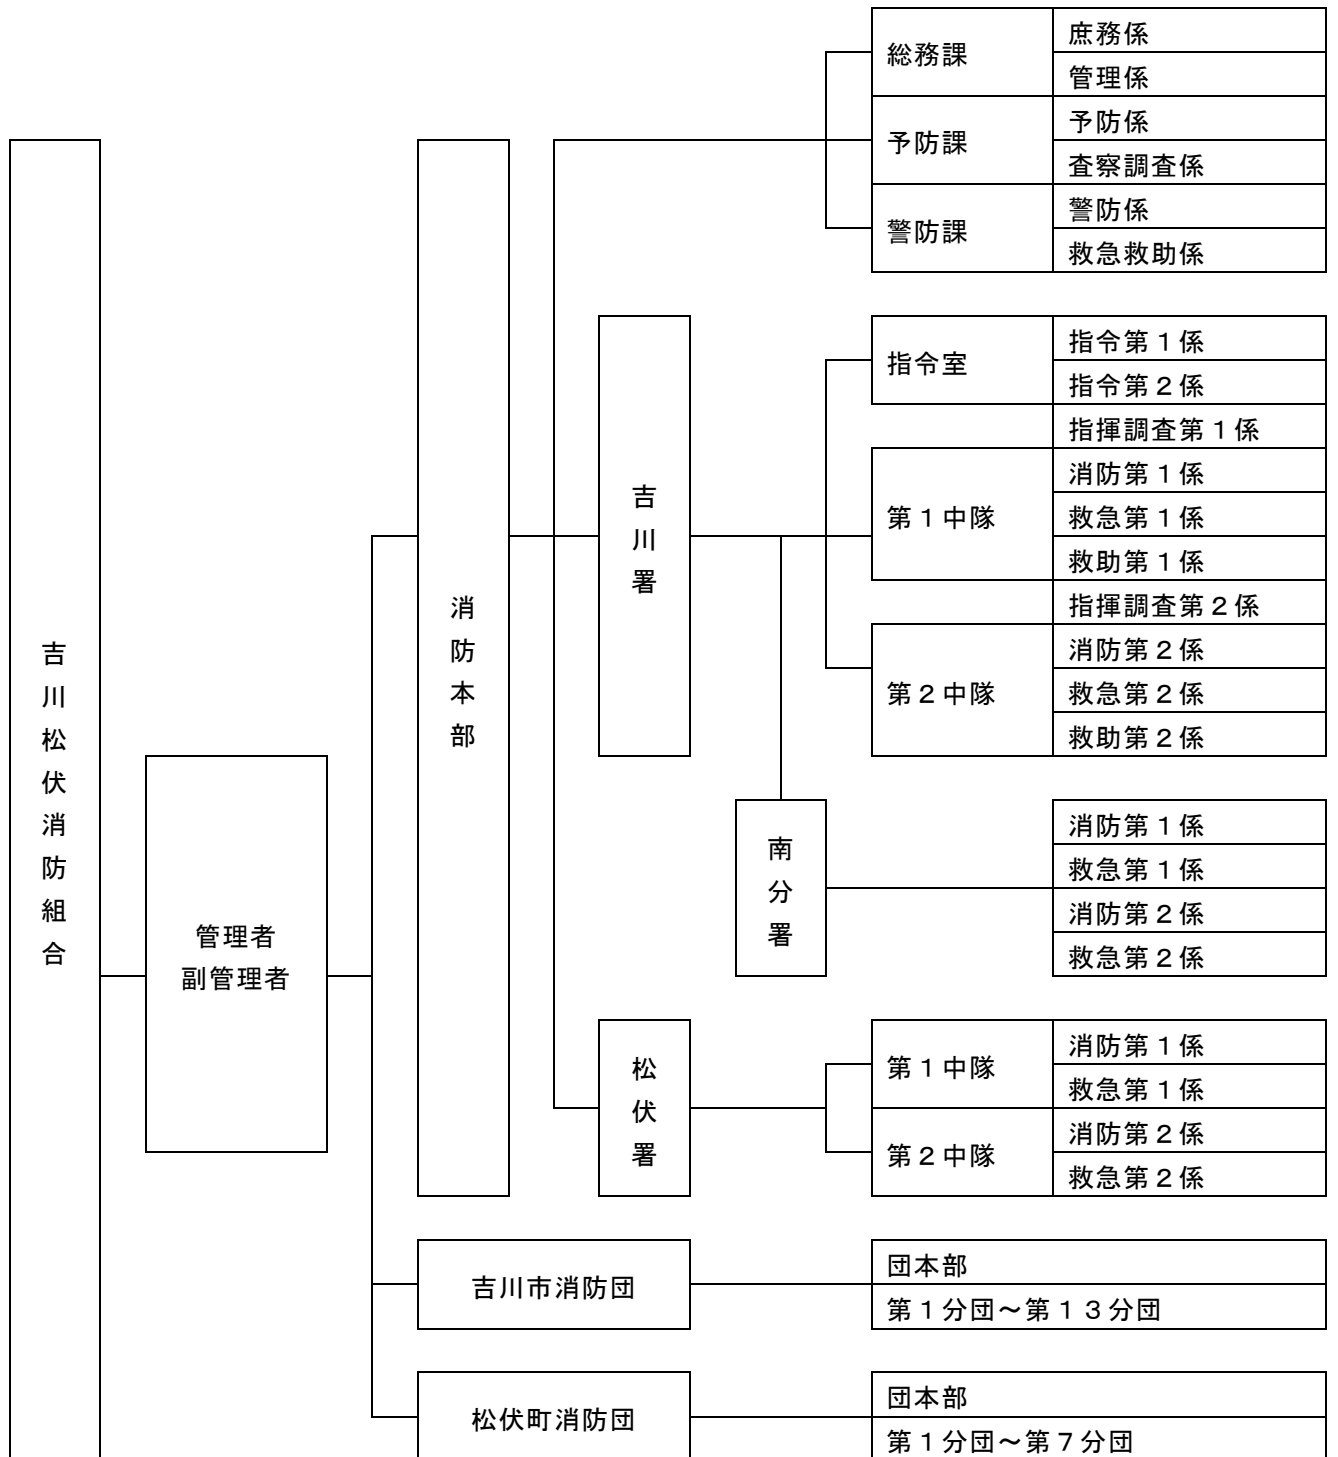 吉川松伏消防組合
管理者
副管理者
消防本部
総務課
庶務係
管理係
予防課
予防係
査察調査係
警防課
警防係
救急救助係
吉川署
指令室
指令第１係
指令第２係
指揮調査第１係
第１中隊
消防第１係
救急第１係
救助第１係
指揮調査第２係
第２中隊
消防第２係
救急第２係
救助第２係
南分署
消防第１係
救急第１係
消防第２係
救急第２係
松伏署
第１中隊
消防第１係
救急第１係
第２中隊
消防第２係
救急第２係
吉川市消防団
団本部
第１分団～第１３分団
松伏町消防団
団本部
第１分団～第７分団